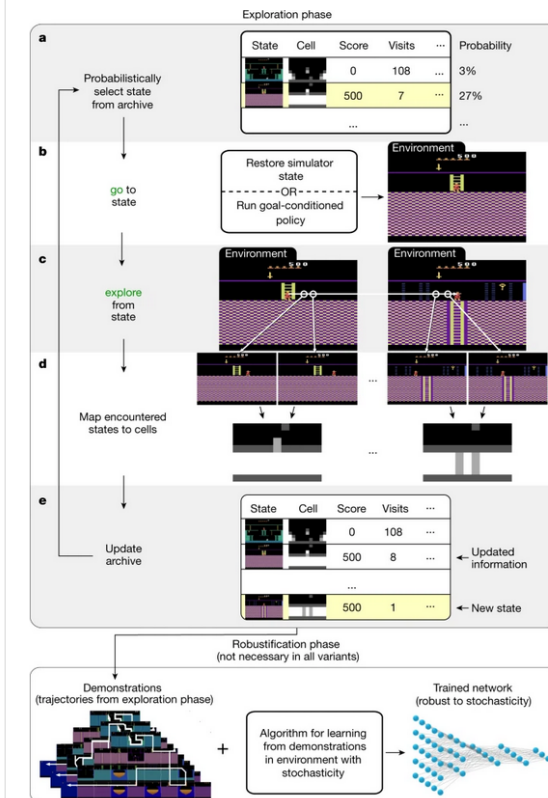 Exploration phase
a
State Cell Score Visits ... Probability
Probabilistically
select state
from archive
0 108 ... 3%
500 7 ... 27%
... ...
b
Restore simulator
state
OR
Run goal-conditioned
policy
Environment
500
go to
state
c
Environment
500
Environment
500
explore
from
state
d
...
Map encountered
states to cells
...
e
State Cell Score Visits ...
0 108 ...
500 8 ...
Updated
information
Update
archive
...
500 1 ...
New state
Robustification phase
(not necessary in all variants)
Demonstrations
(trajectories from exploration phase)
+
Algorithm for learning
from demonstrations
in environment with
stochasticity
Trained network
(robust to stochasticity)